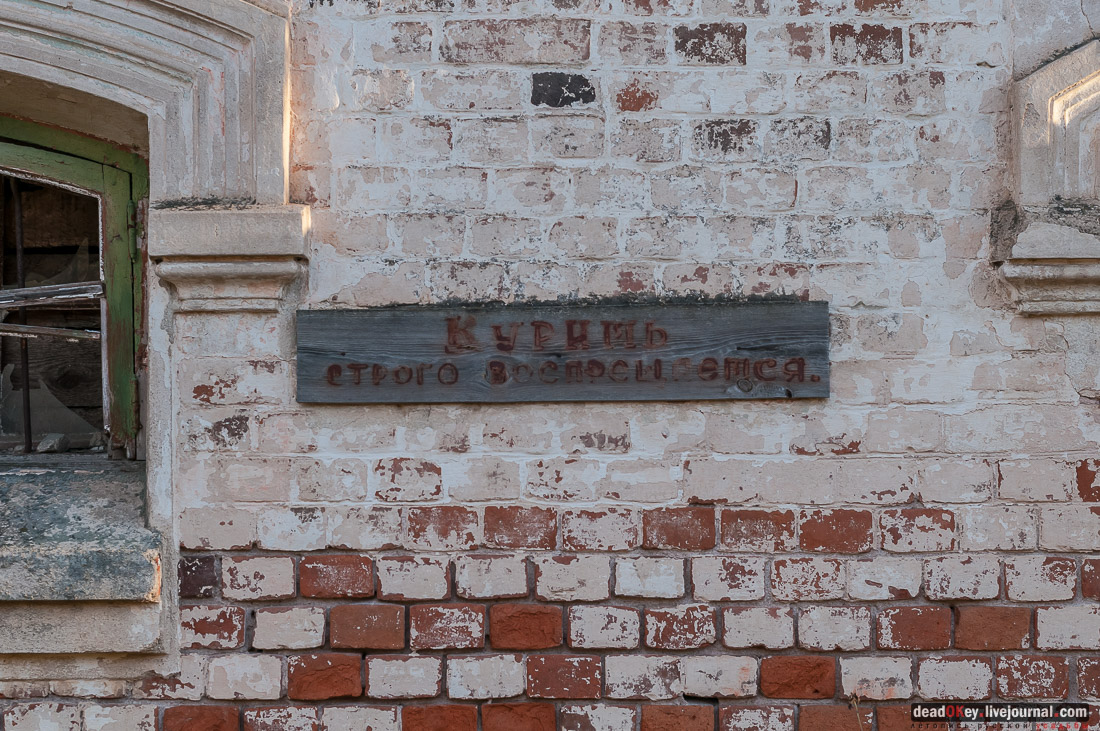 Курить
строго воспрещается.
deadOKey.livejournal.com